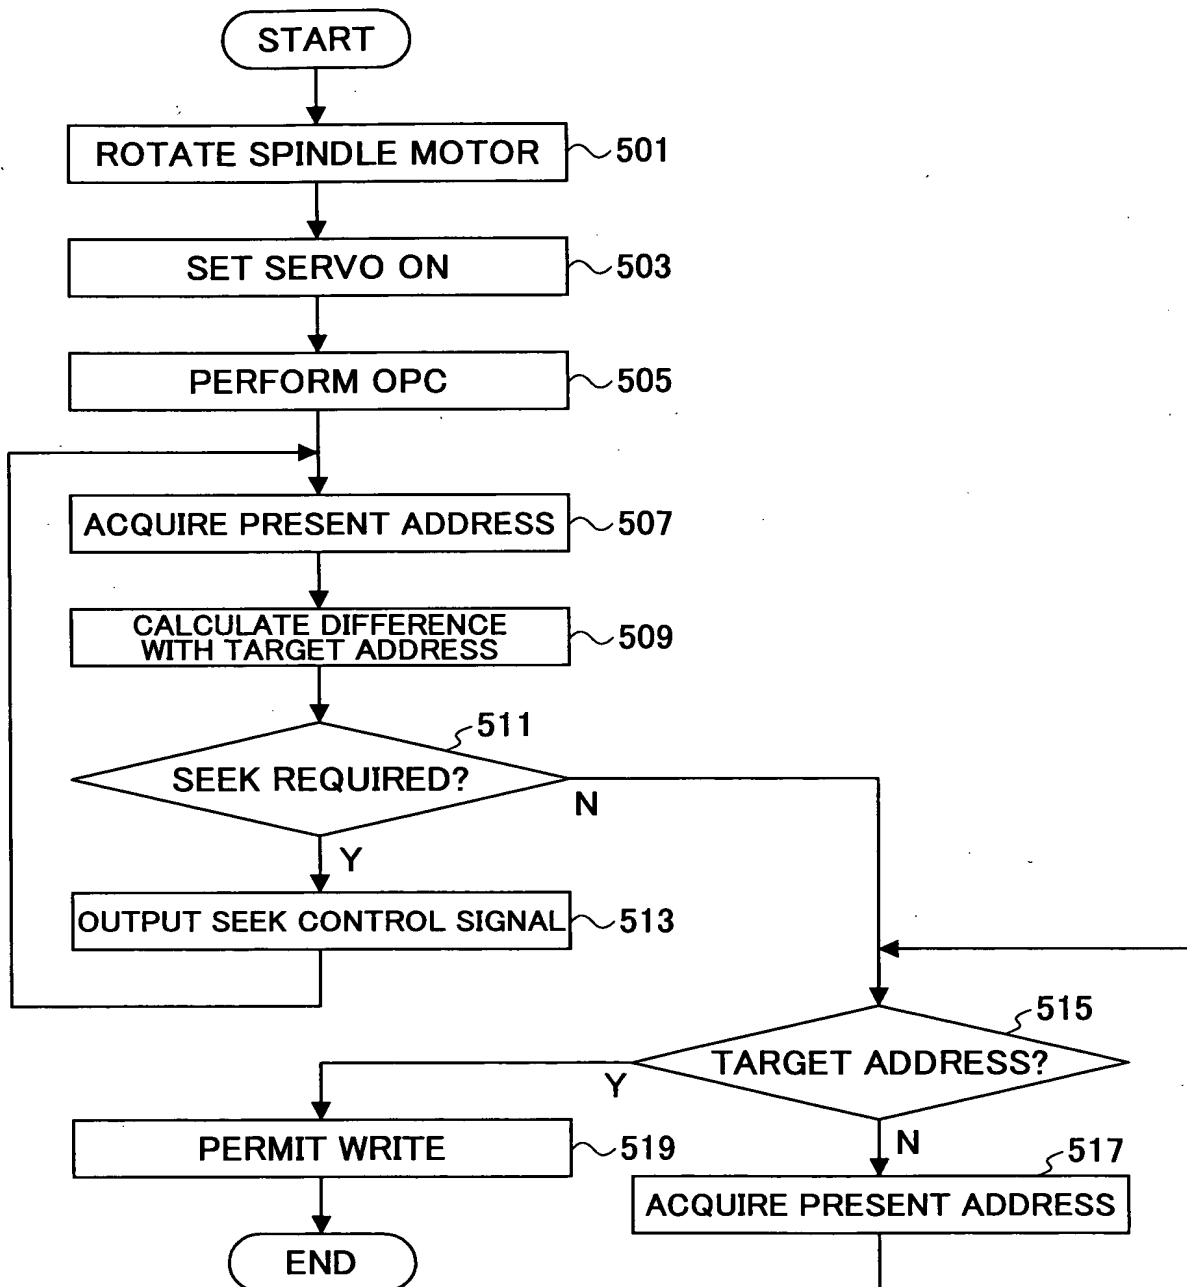 START
ROTATE SPINDLE MOTOR
501
SET SERVO ON
503
PERFORM OPC
505
ACQUIRE PRESENT ADDRESS
507
CALCULATE DIFFERENCE
WITH TARGET ADDRESS
509
511
SEEK REQUIRED?
N
Y
OUTPUT SEEK CONTROL SIGNAL
513
515
TARGET ADDRESS?
Y
N
PERMIT WRITE
519
517
ACQUIRE PRESENT ADDRESS
END